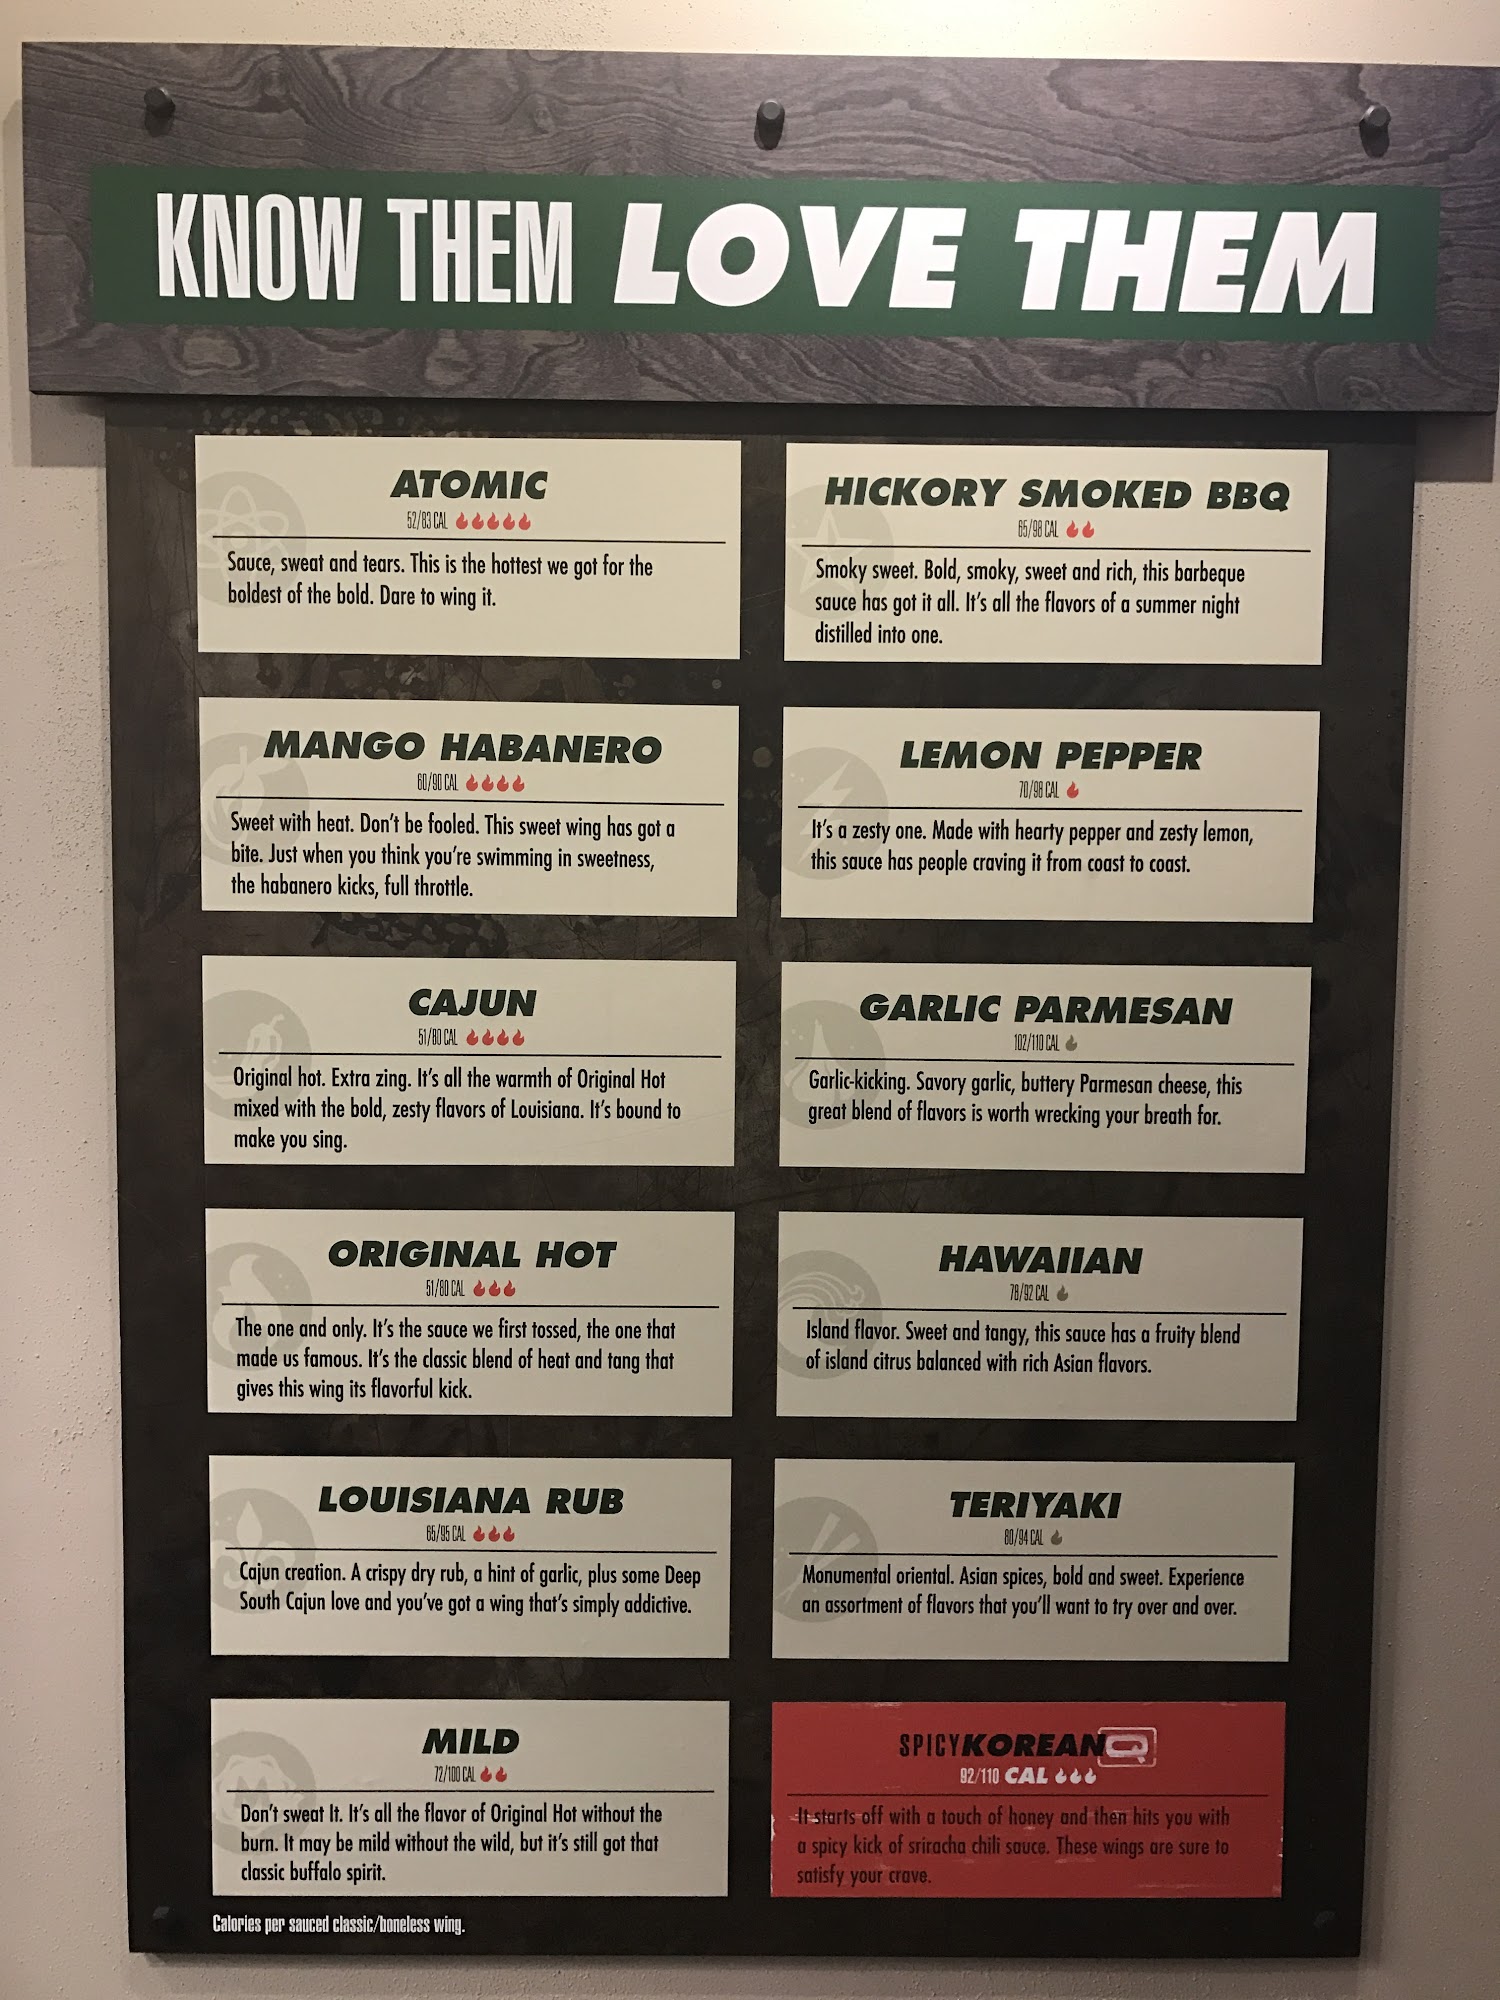 KNOW THEM LOVE THEM
ATOMIC
52/83 CAL
Sauce, sweat and tears. This is the hottest we got for the
boldest of the bold. Dare to wing it.
MANGO HABANERO
60/90 CAL
Sweet with heat. Don't be fooled. This sweet wing has got a
bite. Just when you think you're swimming in sweetness,
the habanero kicks, full throttle.
CAJUN
51/80 CAL
Original hot. Extra zing. It's all the warmth of Original Hot
mixed with the bold, zesty flavors of Louisiana. It's bound to
make you sing.
ORIGINAL HOT
51/80 CAL
The one and only. It's the sauce we first tossed, the one that
made us famous. It's the classic blend of heat and tang that
gives this wing its flavorful kick.
LOUISIANA RUB
65/95 CAL
Cajun creation. A crispy dry rub, a hint of garlic, plus some Deep
South Cajun love and you've got a wing that's simply addictive.
MILD
72/100 CAL
Don't sweat It. It's all the flavor of Original Hot without the
burn. It may be mild without the wild, but it's still got that
classic buffalo spirit.
HICKORY SMOKED BBQ
65/98 CAL
Smoky sweet. Bold, smoky, sweet and rich, this barbeque
sauce has got it all. It's all the flavors of a summer night
distilled into one.
LEMON PEPPER
70/98 CAL
It's a zesty one. Made with hearty pepper and zesty lemon,
this sauce has people craving it from coast to coast.
GARLIC PARMESAN
102/110 CAL
Garlic-kicking. Savory garlic, buttery Parmesan cheese, this
great blend of flavors is worth wrecking your breath for.
HAWAIIAN
78/92 CAL
Island flavor. Sweet and tangy, this sauce has a fruity blend
of island citrus balanced with rich Asian flavors.
TERIYAKI
80/94 CAL
Monumental oriental. Asian spices, bold and sweet. Experience
an assortment of flavors that you'll want to try over and over.
SPICY KOREAN Q
92/110 CAL
It starts off with a touch of honey and then hits you with
a spicy kick of sriracha chili sauce. These wings are sure to
satisfy your crave.
Calories per sauced classic/boneless wing.